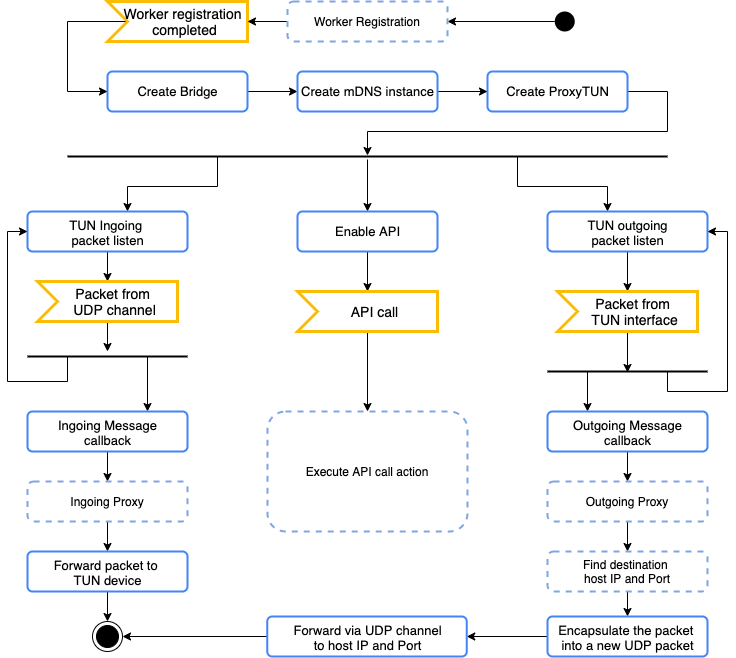 Worker registration
completed
Worker Registration
Create Bridge
Create mDNS instance
Create ProxyTUN
TUN Ingoing
packet listen
Enable API
TUN outgoing
packet listen
Packet from
UDP channel
API call
Packet from
TUN interface
Ingoing Message
callback
Execute API call action
Outgoing Message
callback
Ingoing Proxy
Outgoing Proxy
Forward packet to
TUN device
Find destination
host IP and Port
Forward via UDP channel
to host IP and Port
Encapsulate the packet
into a new UDP packet